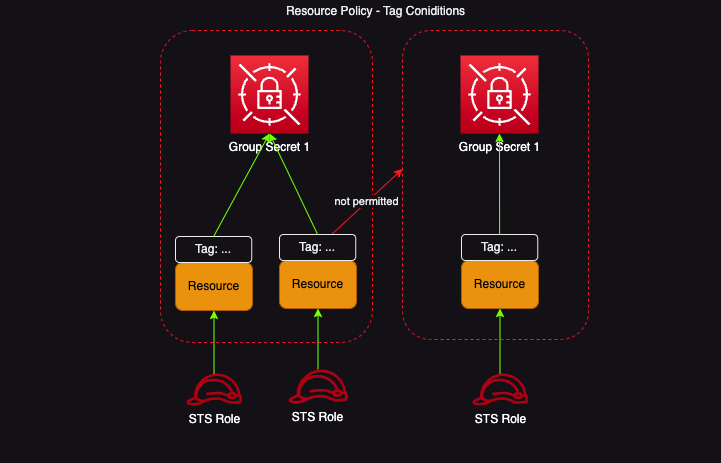 Resource Policy - Tag Coniditions
Group Secret 1
Group Secret 1
not permitted
Tag: ...
Tag: ...
Tag: ...
Resource
Resource
Resource
STS Role
STS Role
STS Role